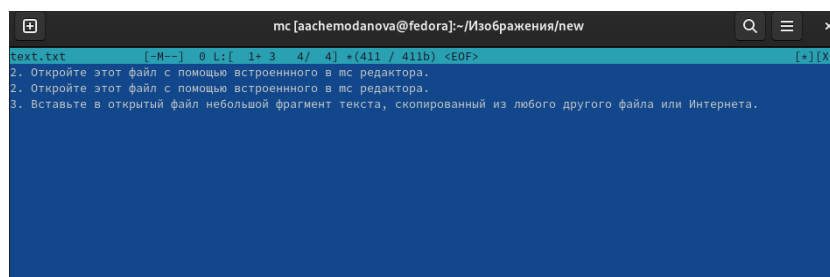 mc [aachemodanova@fedora]:~/Изображения/new
text.txt [-M--] 0 L:[ 1+ 3 4/ 4] *(411 / 411b) <EOF> [*][X
2. Откройте этот файл с помощью встроеннного в mc редактора.
2. Откройте этот файл с помощью встроеннного в mc редактора.
3. Вставьте в открытый файл небольшой фрагмент текста, скопированный из любого другого файла или Интернета.